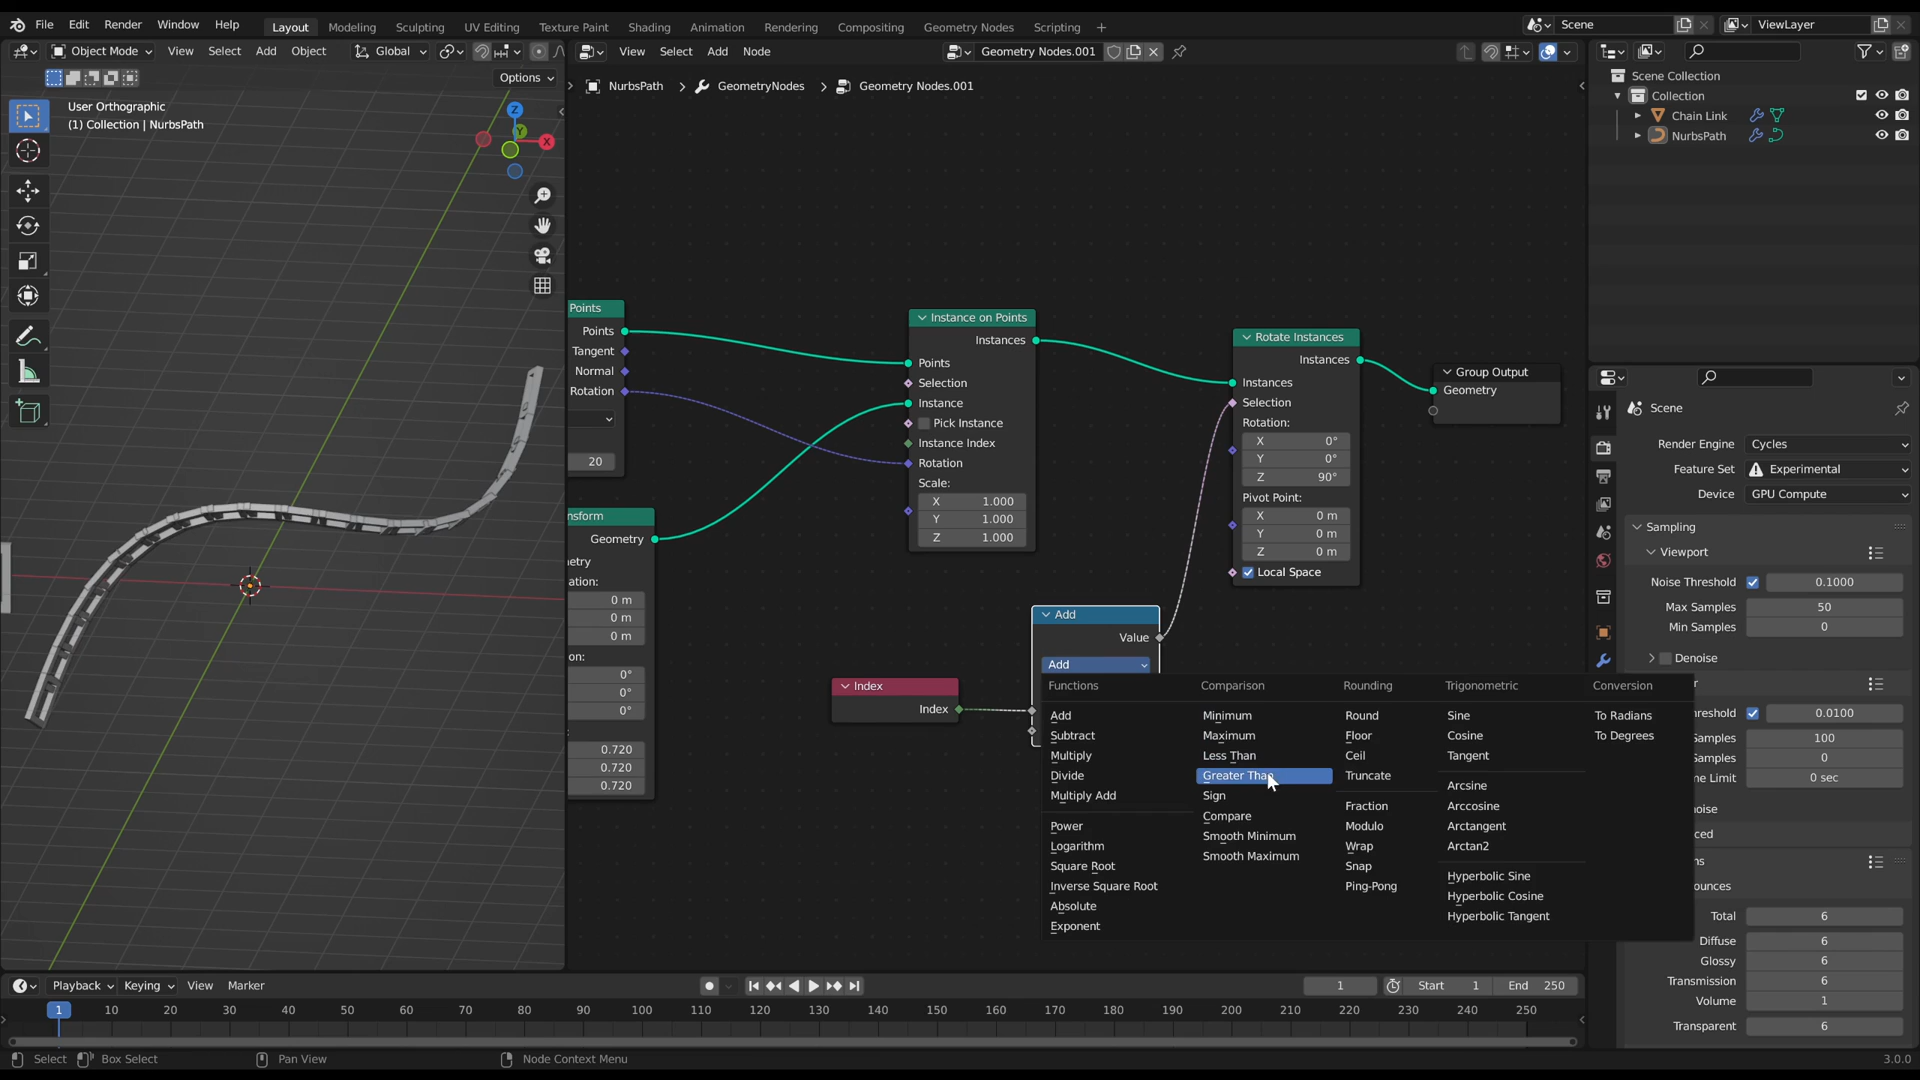 File Edit Render Window Help Layout Modeling Sculpting UV Editing Texture Paint Shading Animation Rendering Compositing Geometry Nodes Scripting + Scene ViewLayer
Object Mode View Select Add Object Global
View Select Add Node Geometry Nodes.001
Options
NurbsPath > GeometryNodes > Geometry Nodes.001
User Orthographic
(1) Collection | NurbsPath
Z
Y
X
Points
Points
Tangent
Normal
Rotation
20
nsform
Geometry
etry
ation:
0 m
0 m
0 m
on:
0°
0°
0°
:
0.720
0.720
0.720
Instance on Points
Instances
Points
Selection
Instance
Pick Instance
Instance Index
Rotation
Scale:
X 1.000
Y 1.000
Z 1.000
Rotate Instances
Instances
Instances
Selection
Rotation:
X 0°
Y 0°
Z 90°
Pivot Point:
X 0 m
Y 0 m
Z 0 m
Local Space
Group Output
Geometry
Index
Index
Add
Value
Add
Functions
Add
Subtract
Multiply
Divide
Multiply Add
Power
Logarithm
Square Root
Inverse Square Root
Absolute
Exponent
Comparison
Minimum
Maximum
Less Than
Greater Tha
Sign
Compare
Smooth Minimum
Smooth Maximum
Rounding
Round
Floor
Ceil
Truncate
Fraction
Modulo
Wrap
Snap
Ping-Pong
Trigonometric
Sine
Cosine
Tangent
Arcsine
Arccosine
Arctangent
Arctan2
Hyperbolic Sine
Hyperbolic Cosine
Hyperbolic Tangent
Conversion
To Radians
To Degrees
Scene Collection
Collection
Chain Link
NurbsPath
Scene
Render Engine Cycles
Feature Set Experimental
Device GPU Compute
Sampling
Viewport
Noise Threshold 0.1000
Max Samples 50
Min Samples 0
Denoise
r
reshold 0.0100
Samples 100
Samples 0
me Limit 0 sec
noise
ced
hs
ounces
Total 6
Diffuse 6
Glossy 6
Transmission 6
Volume 1
Transparent 6
Playback Keying View Marker 1 Start 1 End 250
1 10 20 30 40 50 60 70 80 90 100 110 120 130 140 150 160 170 180 190 200 210 220 230 240 250
Select Box Select Pan View Node Context Menu 3.0.0